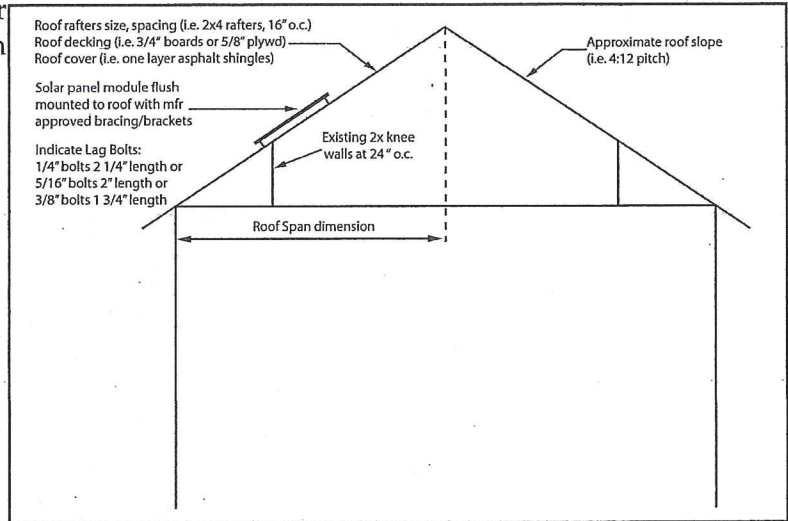 r
n
Roof rafters size, spacing (i.e. 2x4 rafters, 16" o.c.)
Roof decking (i.e. 3/4" boards or 5/8" plywd)
Roof cover (i.e. one layer asphalt shingles)
Solar panel module flush
mounted to roof with mfr
approved bracing/brackets
Indicate Lag Bolts:
1/4" bolts 2 1/4" length or
5/16" bolts 2" length or
3/8" bolts 1 3/4" length
Approximate roof slope
(i.e. 4:12 pitch)
Existing 2x knee
walls at 24" o.c.
Roof Span dimension